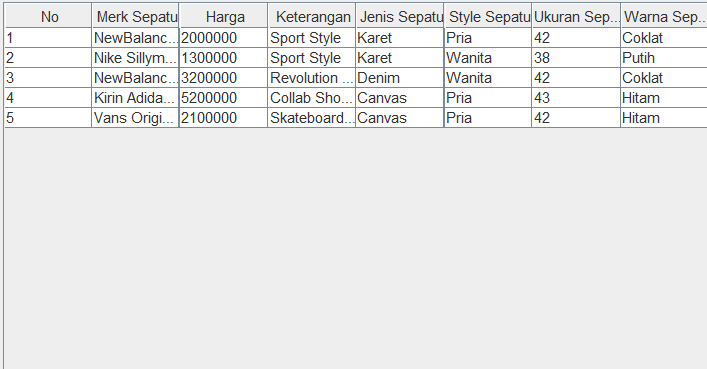 No Merk Sepatu Harga Keterangan Jenis Sepatu Style Sepatu Ukuran Sep... Warna Sep...
1 NewBalanc... 2000000 Sport Style Karet Pria 42 Coklat
2 Nike Sillym... 1300000 Sport Style Karet Wanita 38 Putih
3 NewBalanc... 3200000 Revolution ... Denim Wanita 42 Coklat
4 Kirin Adida... 5200000 Collab Sho... Canvas Pria 43 Hitam
5 Vans Origi... 2100000 Skateboard... Canvas Pria 42 Hitam